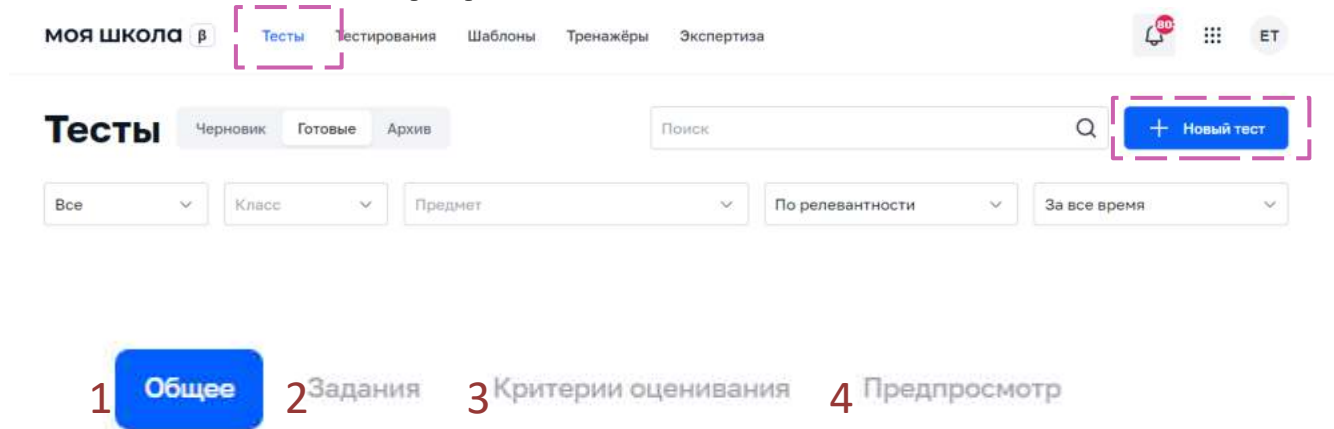 моя школа β Тесты Тестирования Шаблоны Тренажёры Экспертиза 80 ЕТ
Тесты Черновик Готовые Архив Поиск + Новый тест
Все Класс Предмет По релевантности За все время
1 Общее 2 Задания 3 Критерии оценивания 4 Предпросмотр